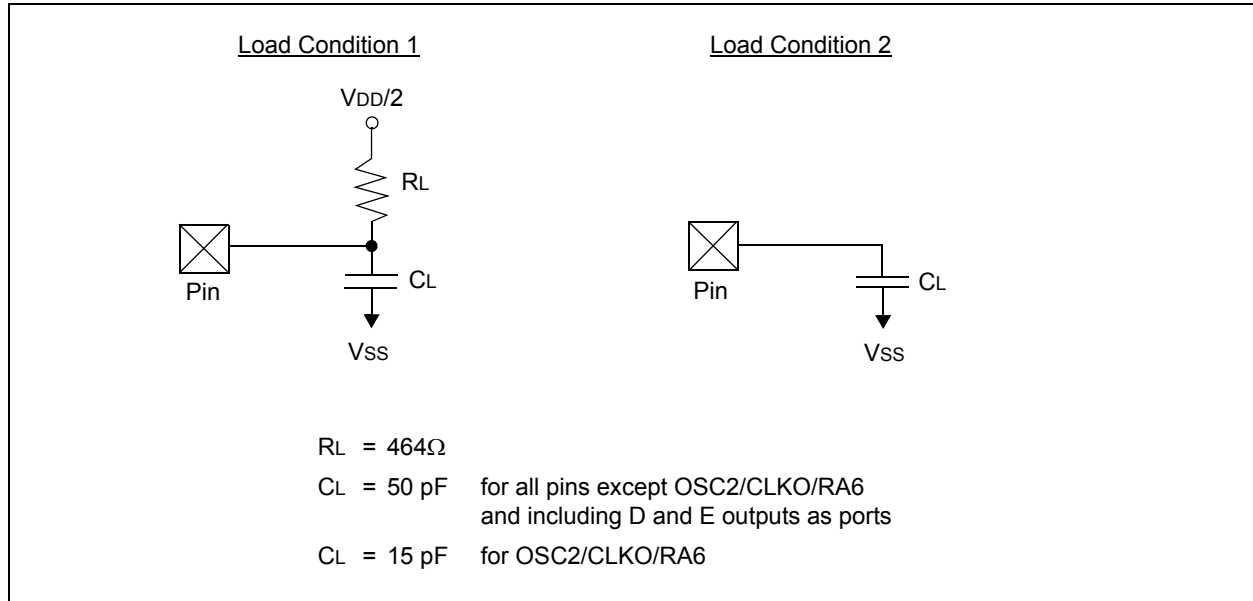 Load Condition 1
VDD/2
RL
Pin
CL
VSS
Load Condition 2
Pin
CL
VSS
RL = 464Ω
CL = 50 pF for all pins except OSC2/CLKO/RA6
and including D and E outputs as ports
CL = 15 pF for OSC2/CLKO/RA6